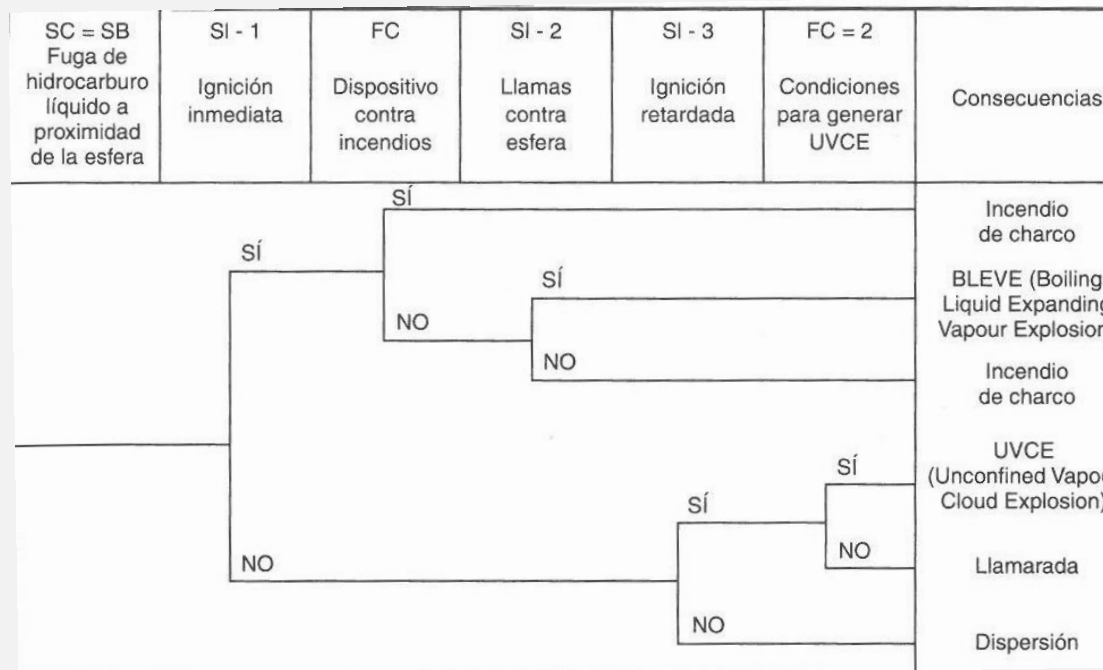 SC = SB
Fuga de
hidrocarburo
líquido a
proximidad
de la esfera
SI - 1
Ignición
inmediata
FC
Dispositivo
contra
incendios
SI - 2
Llamas
contra
esfera
SI - 3
Ignición
retardada
FC = 2
Condiciones
para generar
UVCE
Consecuencias
SÍ
Incendio
de charco
SÍ
SÍ
BLEVE (Boiling
Liquid Expanding
Vapour Explosion
NO
NO
Incendio
de charco
UVCE
(Unconfined Vapou
Cloud Explosion)
SÍ
SÍ
NO
NO
Llamarada
NO
Dispersión